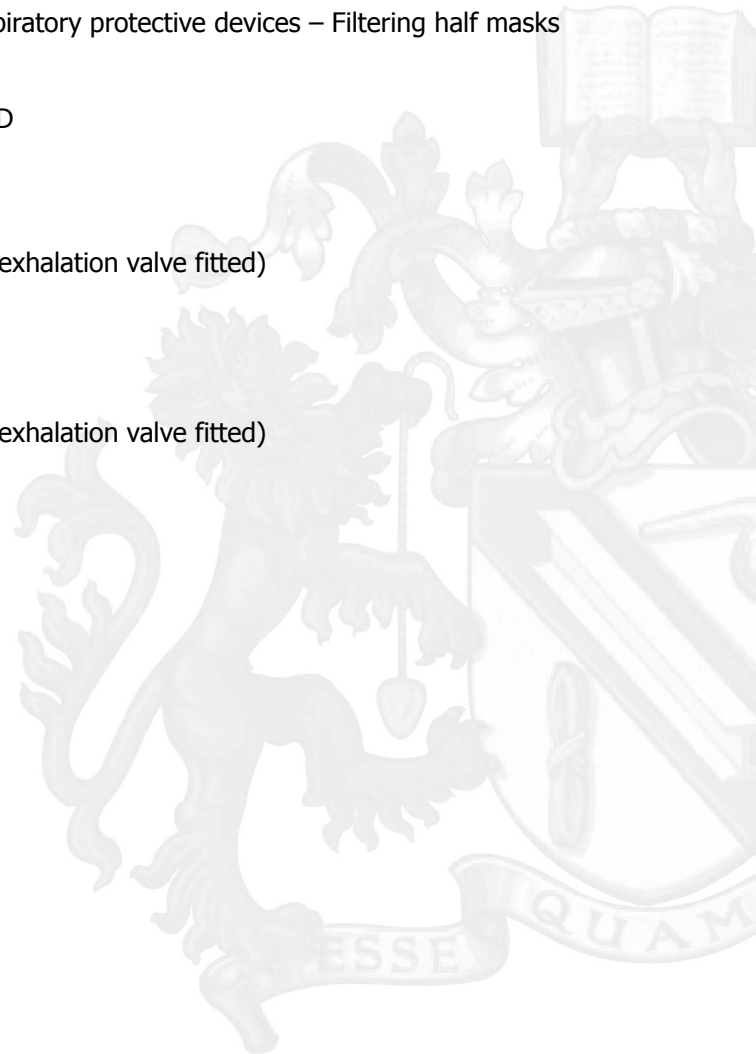 piratory protective devices – Filtering half masks
D
exhalation valve fitted)
exhalation valve fitted)
ESSE
QUAM